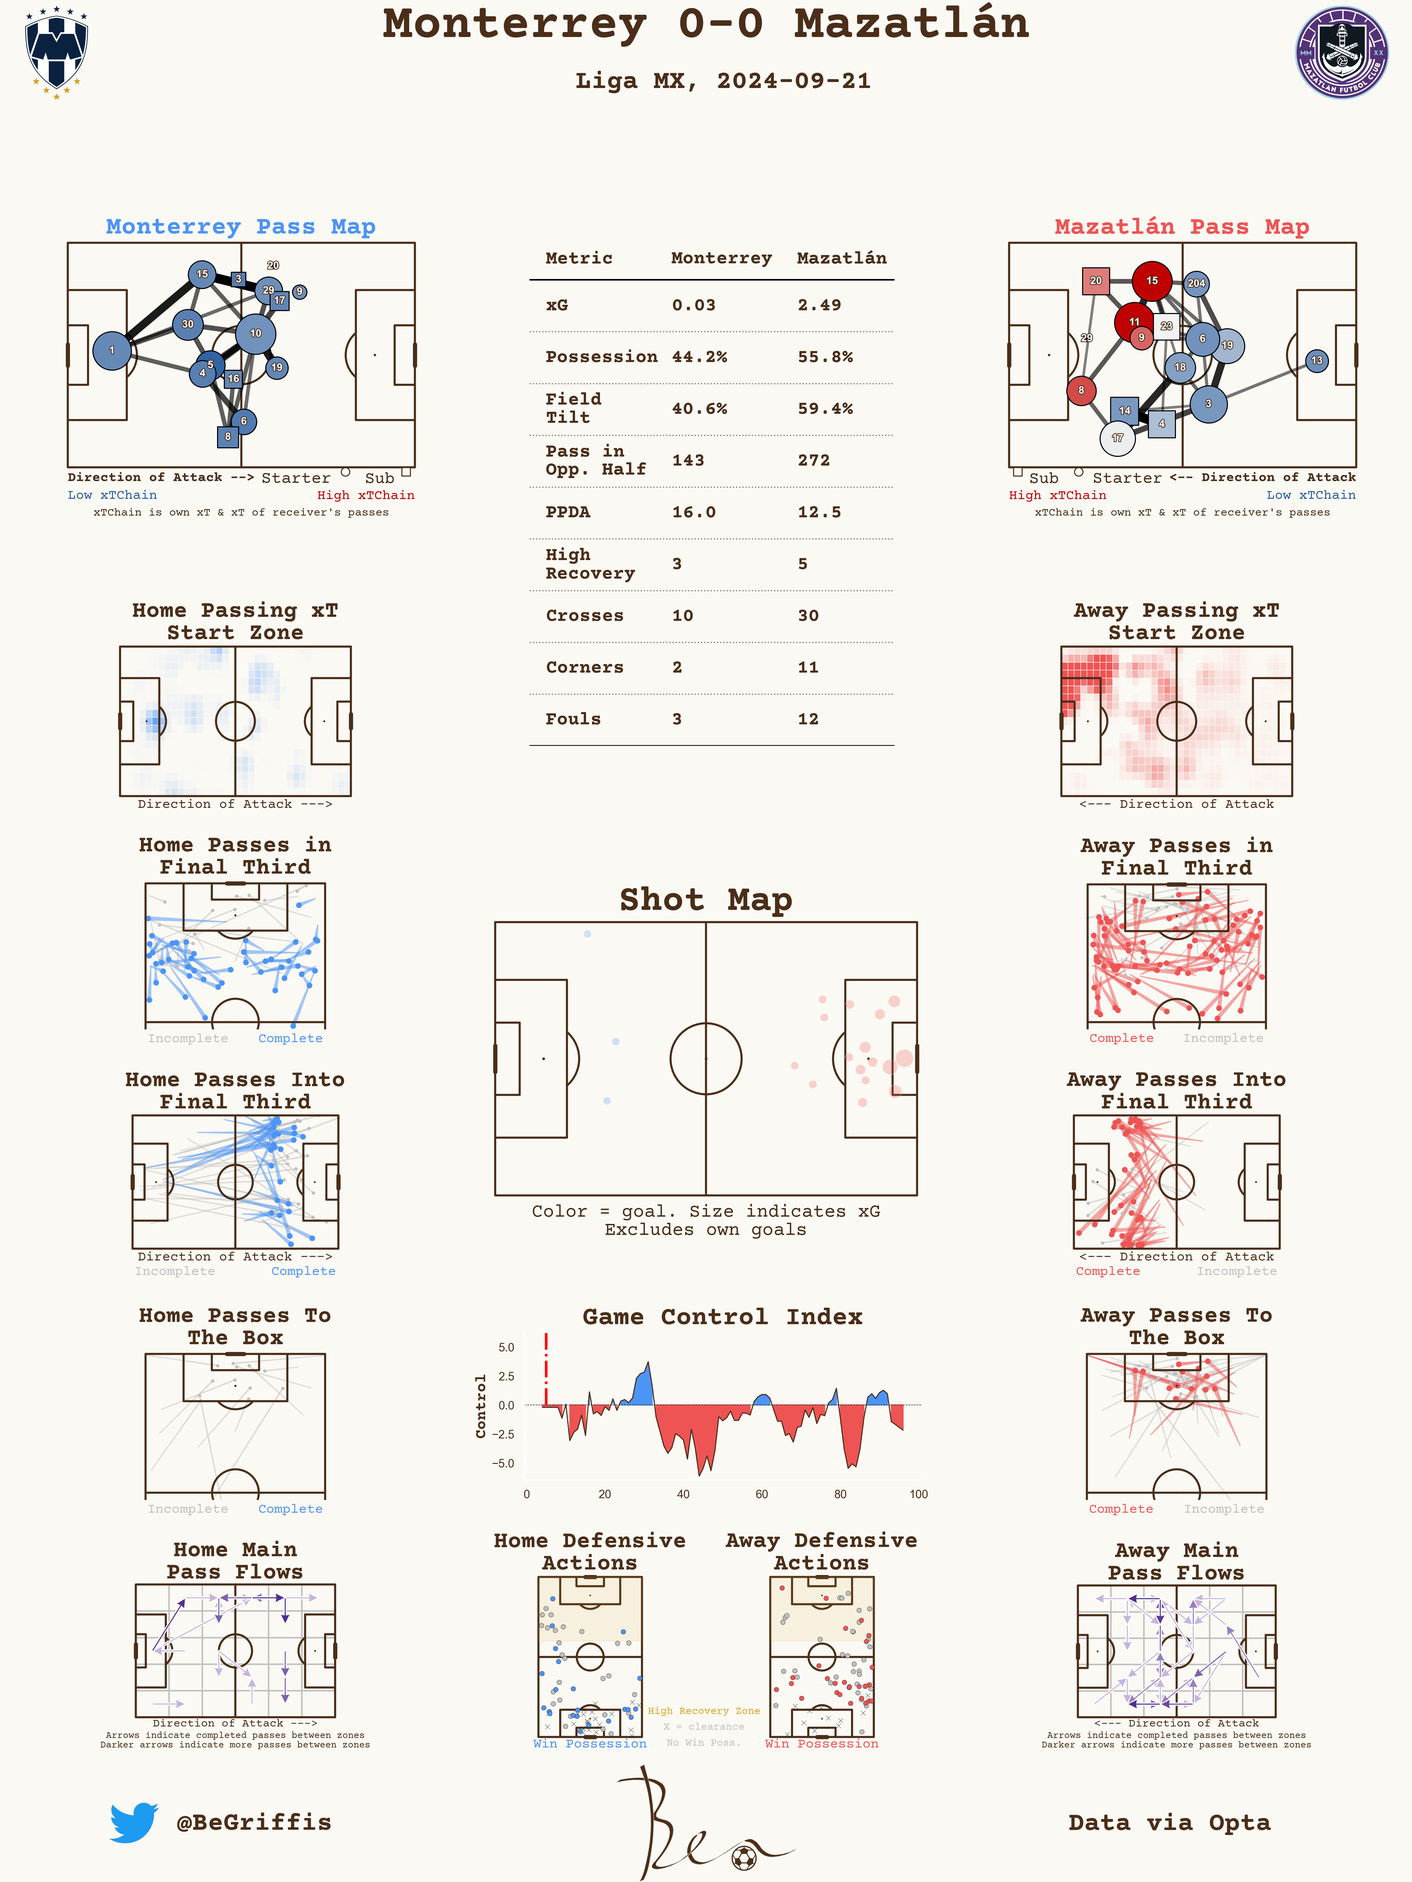 Monterrey 0-0 Mazatlán
Liga MX, 2024-09-21
MM XX
MAZATLAN FUTBOL CLUB
Monterrey Pass Map
15
3
20
29
17
9
30
10
1
5
4
16
19
6
8
Direction of Attack --> Starter Sub
Low xTChain High xTChain
xTChain is own xT & xT of receiver's passes
Metric Monterrey Mazatlán
xG 0.03 2.49
Possession 44.2% 55.8%
Field
Tilt 40.6% 59.4%
Pass in
Opp. Half 143 272
PPDA 16.0 12.5
High
Recovery 3 5
Crosses 10 30
Corners 2 11
Fouls 3 12
Mazatlán Pass Map
20
15
204
11
23
9
29
6
19
18
13
8
14
3
4
17
Sub Starter <-- Direction of Attack
High xTChain Low xTChain
xTChain is own xT & xT of receiver's passes
Home Passing xT
Start Zone
Direction of Attack --->
Away Passing xT
Start Zone
<--- Direction of Attack
Home Passes in
Final Third
Incomplete Complete
Away Passes in
Final Third
Complete Incomplete
Shot Map
Color = goal. Size indicates xG
Excludes own goals
Home Passes Into
Final Third
Direction of Attack --->
Incomplete Complete
Away Passes Into
Final Third
<--- Direction of Attack
Complete Incomplete
Home Passes To
The Box
Incomplete Complete
Game Control Index
Control
5.0
2.5
0.0
−2.5
−5.0
0 20 40 60 80 100
Away Passes To
The Box
Complete Incomplete
Home Main
Pass Flows
Direction of Attack --->
Arrows indicate completed passes between zones
Darker arrows indicate more passes between zones
Home Defensive
Actions
Win Possession
Away Defensive
Actions
Win Possession
High Recovery Zone
X = clearance
No Win Poss.
Away Main
Pass Flows
<--- Direction of Attack
Arrows indicate completed passes between zones
Darker arrows indicate more passes between zones
@BeGriffis
Ben
Data via Opta